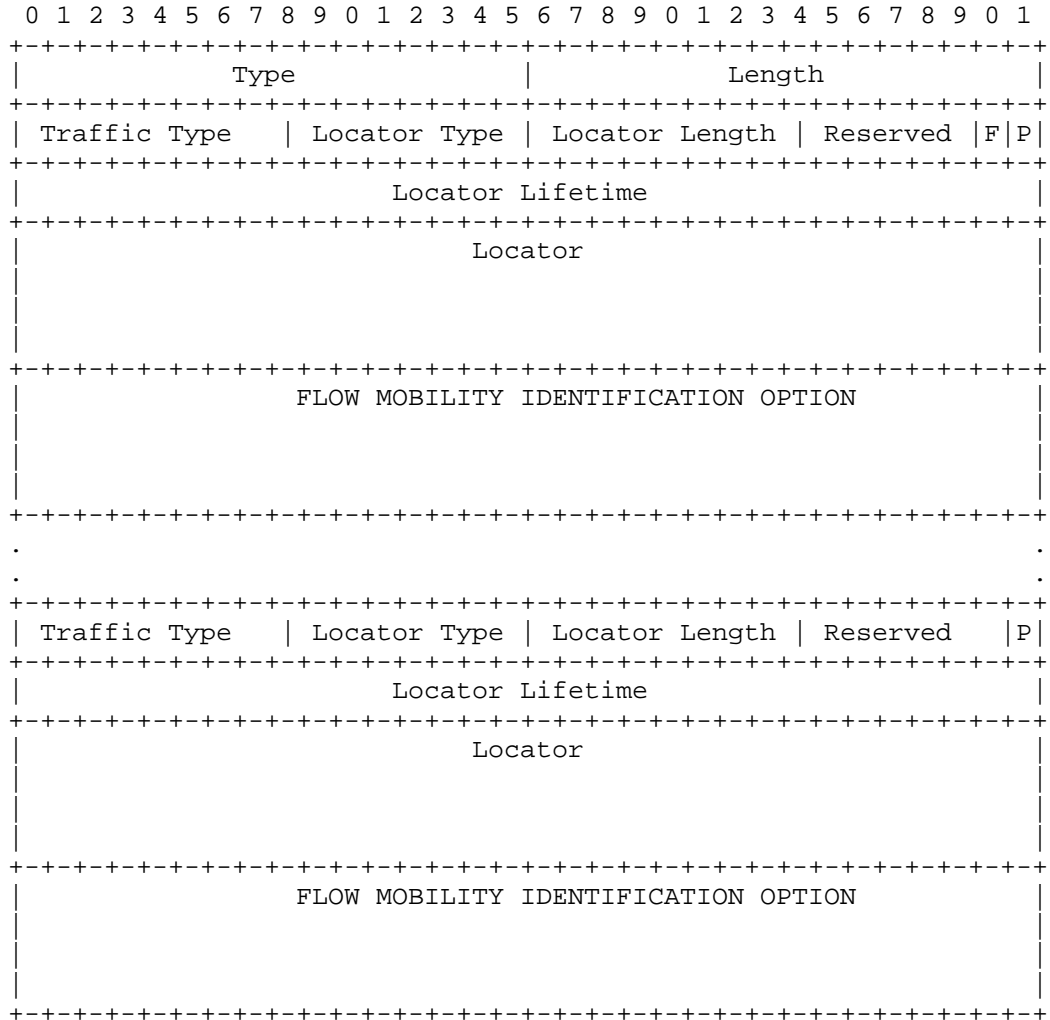 0 1 2 3 4 5 6 7 8 9 0 1 2 3 4 5 6 7 8 9 0 1 2 3 4 5 6 7 8 9 0 1
+-+-+-+-+-+-+-+-+-+-+-+-+-+-+-+-+-+-+-+-+-+-+-+-+-+-+-+-+-+-+-+-+
|             Type              |            Length             |
+-+-+-+-+-+-+-+-+-+-+-+-+-+-+-+-+-+-+-+-+-+-+-+-+-+-+-+-+-+-+-+-+
| Traffic Type   | Locator Type | Locator Length | Reserved |F|P|
+-+-+-+-+-+-+-+-+-+-+-+-+-+-+-+-+-+-+-+-+-+-+-+-+-+-+-+-+-+-+-+-+
|                       Locator Lifetime                        |
+-+-+-+-+-+-+-+-+-+-+-+-+-+-+-+-+-+-+-+-+-+-+-+-+-+-+-+-+-+-+-+-+
|                            Locator                            |
|                                                               |
|                                                               |
|                                                               |
+-+-+-+-+-+-+-+-+-+-+-+-+-+-+-+-+-+-+-+-+-+-+-+-+-+-+-+-+-+-+-+-+
|                 FLOW MOBILITY IDENTIFICATION OPTION           |
|                                                               |
|                                                               |
|                                                               |
+-+-+-+-+-+-+-+-+-+-+-+-+-+-+-+-+-+-+-+-+-+-+-+-+-+-+-+-+-+-+-+-+
.                                                               .
.                                                               .
+-+-+-+-+-+-+-+-+-+-+-+-+-+-+-+-+-+-+-+-+-+-+-+-+-+-+-+-+-+-+-+-+
| Traffic Type   | Locator Type | Locator Length | Reserved   |P|
+-+-+-+-+-+-+-+-+-+-+-+-+-+-+-+-+-+-+-+-+-+-+-+-+-+-+-+-+-+-+-+-+
|                       Locator Lifetime                        |
+-+-+-+-+-+-+-+-+-+-+-+-+-+-+-+-+-+-+-+-+-+-+-+-+-+-+-+-+-+-+-+-+
|                            Locator                            |
|                                                               |
|                                                               |
|                                                               |
+-+-+-+-+-+-+-+-+-+-+-+-+-+-+-+-+-+-+-+-+-+-+-+-+-+-+-+-+-+-+-+-+
|                 FLOW MOBILITY IDENTIFICATION OPTION           |
|                                                               |
|                                                               |
|                                                               |
+-+-+-+-+-+-+-+-+-+-+-+-+-+-+-+-+-+-+-+-+-+-+-+-+-+-+-+-+-+-+-+-+